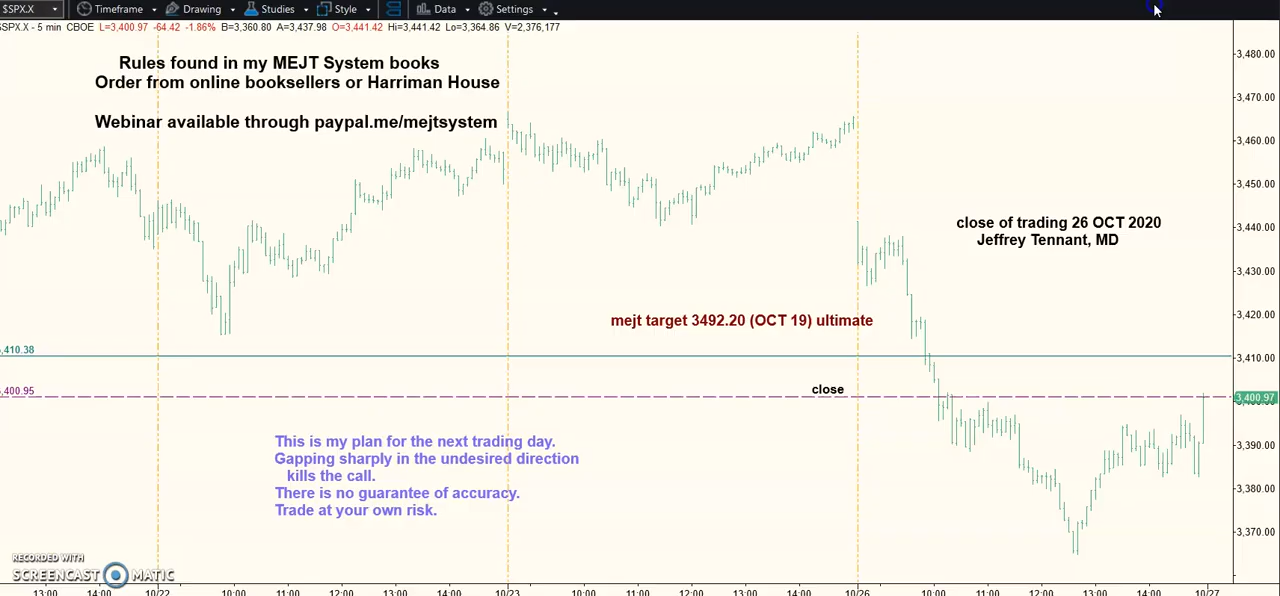 $SPX.X Timeframe Drawing Studies Style Data Settings
SPX.X - 5 min CBOE L=3,400.97 -64.42 -1.86% B=3,360.80 A=3,437.98 O=3,441.42 Hi=3,441.42 Lo=3,364.86 V=2,376,177
Rules found in my MEJT System books
Order from online booksellers or Harriman House
Webinar available through paypal.me/mejtsystem
close of trading 26 OCT 2020
Jeffrey Tennant, MD
mejt target 3492.20 (OCT 19) ultimate
,410.38
,400.95
close
This is my plan for the next trading day.
Gapping sharply in the undesired direction
kills the call.
There is no guarantee of accuracy.
Trade at your own risk.
3,480.00
3,470.00
3,460.00
3,450.00
3,440.00
3,430.00
3,420.00
3,410.00
3,400.97
3,390.00
3,380.00
3,370.00
RECORDED WITH
SCREENCAST MATIC
13:00 14:00 10/22 10:00 11:00 12:00 13:00 14:00 10/23 10:00 11:00 12:00 13:00 14:00 10/26 10:00 11:00 12:00 13:00 14:00 10/27